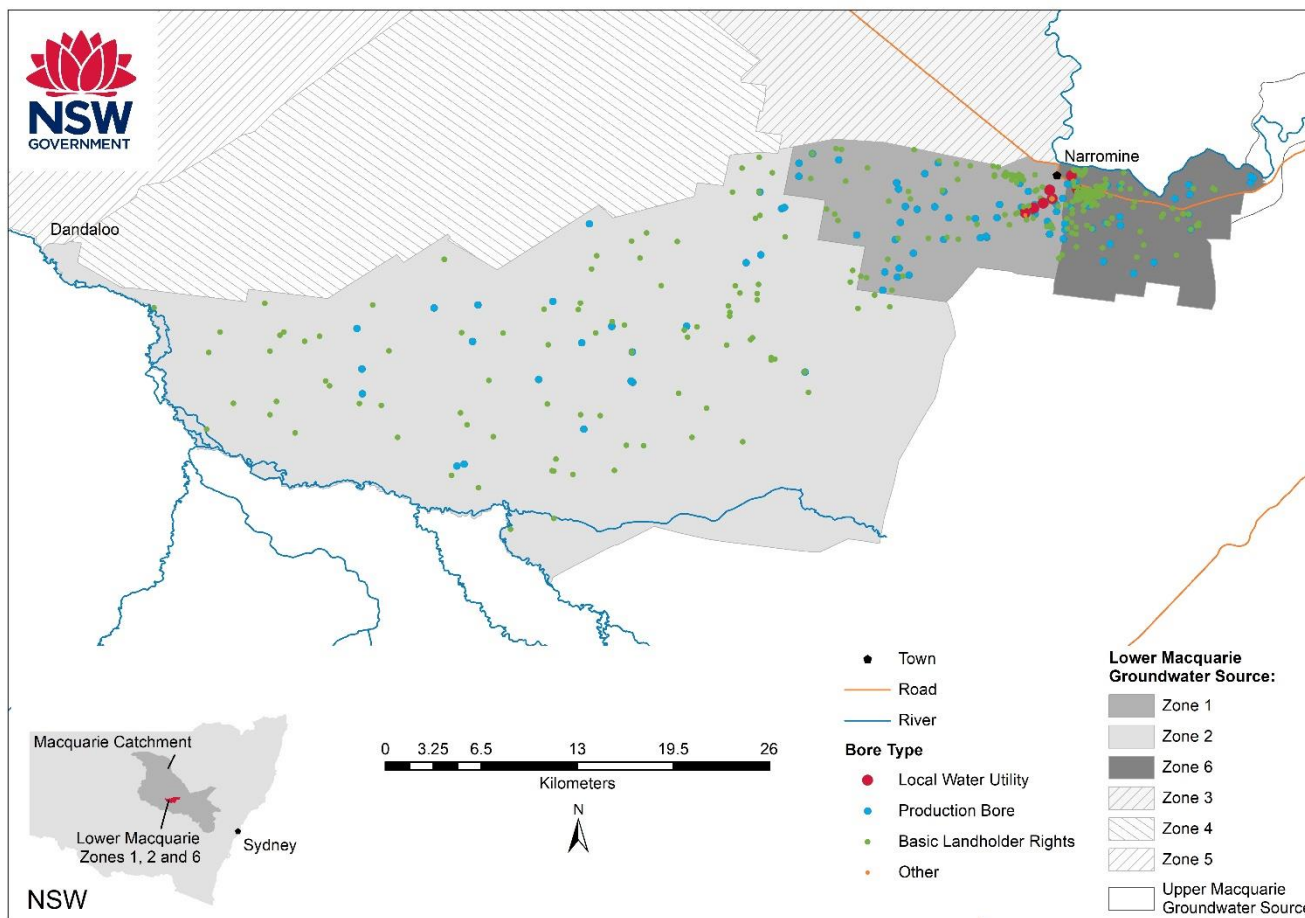 NSW
GOVERNMENT
Narromine
Dandaloo
Macquarie Catchment
Lower Macquarie
Zones 1, 2 and 6
Sydney
NSW
0 3.25 6.5 13 19.5 26
Kilometers
N
Town
Road
River
Bore Type
Local Water Utility
Production Bore
Basic Landholder Rights
Other
Lower Macquarie
Groundwater Source:
Zone 1
Zone 2
Zone 6
Zone 3
Zone 4
Zone 5
Upper Macquarie
Groundwater Source